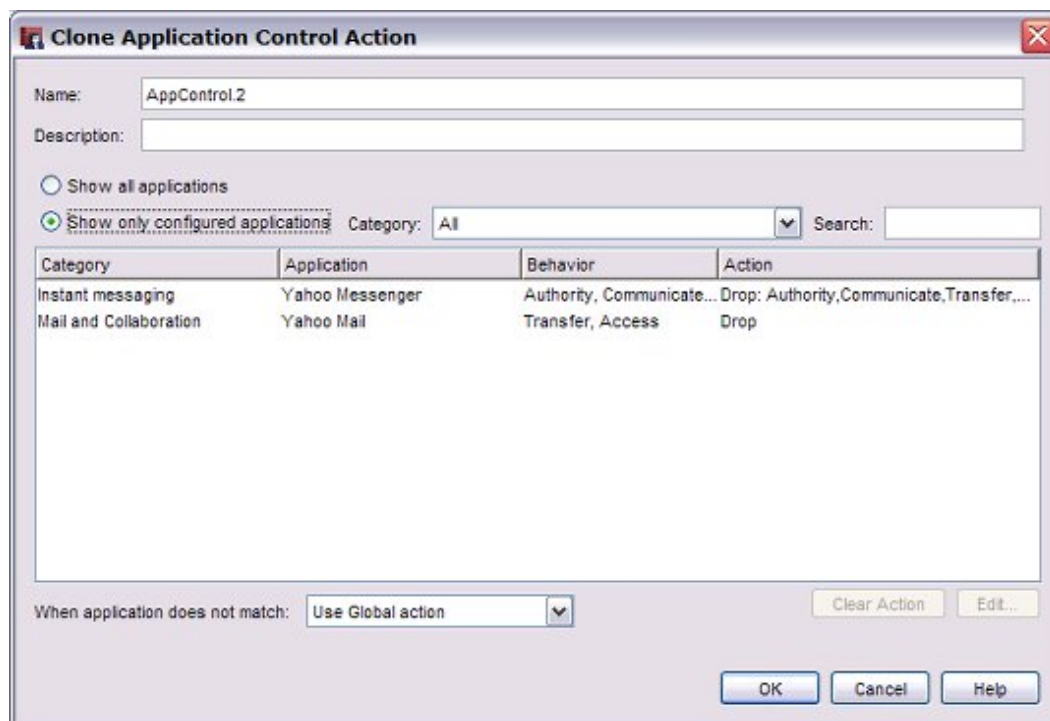 Clone Application Control Action
Name: AppControl.2
Description:
Show all applications
Show only configured applications Category: All Search:
Category Application Behavior Action
Instant messaging Yahoo Messenger Authority, Communicate... Drop: Authority,Communicate,Transfer,...
Mail and Collaboration Yahoo Mail Transfer, Access Drop
When application does not match: Use Global action Clear Action Edit...
OK Cancel Help